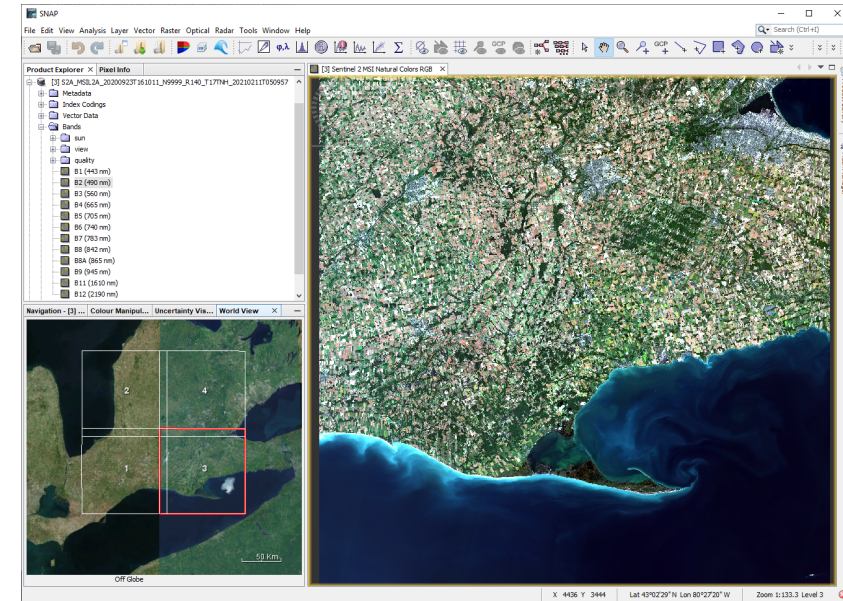 SNAP
File Edit View Analysis Layer Vector Raster Optical Radar Tools Window Help
Search (Ctrl+I)
GCP φ,λ Σ GCP
Product Explorer × Pixel Info
[3] Sentinel 2 MSI Natural Colors RGB ×
[3] S2A_MSIL2A_20200923T161011_N9999_R140_T17TNH_20210211T050957
Metadata
Index Codings
Vector Data
Bands
sun
view
quality
B1 (443 nm)
B2 (490 nm)
B3 (560 nm)
B4 (665 nm)
B5 (705 nm)
B6 (740 nm)
B7 (783 nm)
B8 (842 nm)
B8A (865 nm)
B9 (945 nm)
B11 (1610 nm)
B12 (2190 nm)
Navigation - [3] ... Colour Manipul... Uncertainty Vis... World View ×
2 4
1 3
50 Km
Off Globe
X 4436 Y 3444 Lat 43°02'29" N Lon 80°27'20" W Zoom 1:133.3 Level 3